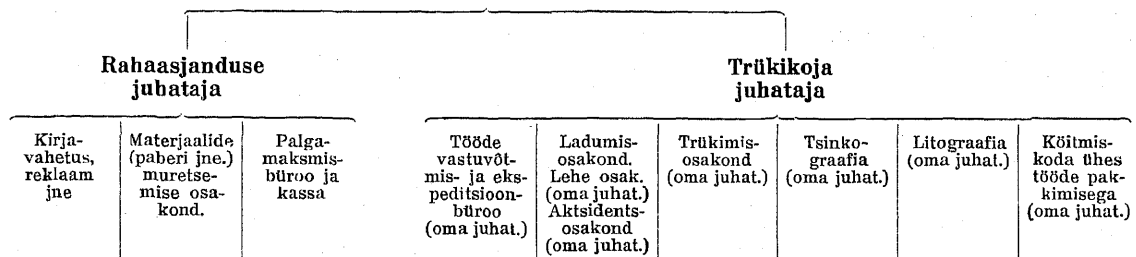 Rahaasjanduse
juhataja
Trükikoja
juhataja
Kirja-
vahetus,
reklaam
jne
Materjaalide
(paberi jne.)
muretse-
mise osa-
kond.
Palga-
maksmis-
büroo ja
kassa
Tööde
vastuvõt-
mis- ja eks-
peditsioon-
büroo
(oma juhat.)
Ladumis-
osakond.
Lehe osak.
(oma juhat.)
Aktsidents-
osakond
(oma juhat.)
Trükimis-
osakond
(oma juhat.)
Tsinko-
graafia
(oma juhat.)
Litograafia
(oma juhat.)
Köitmis-
koda ühes
tööde pak-
kimisega
(oma juhat.)